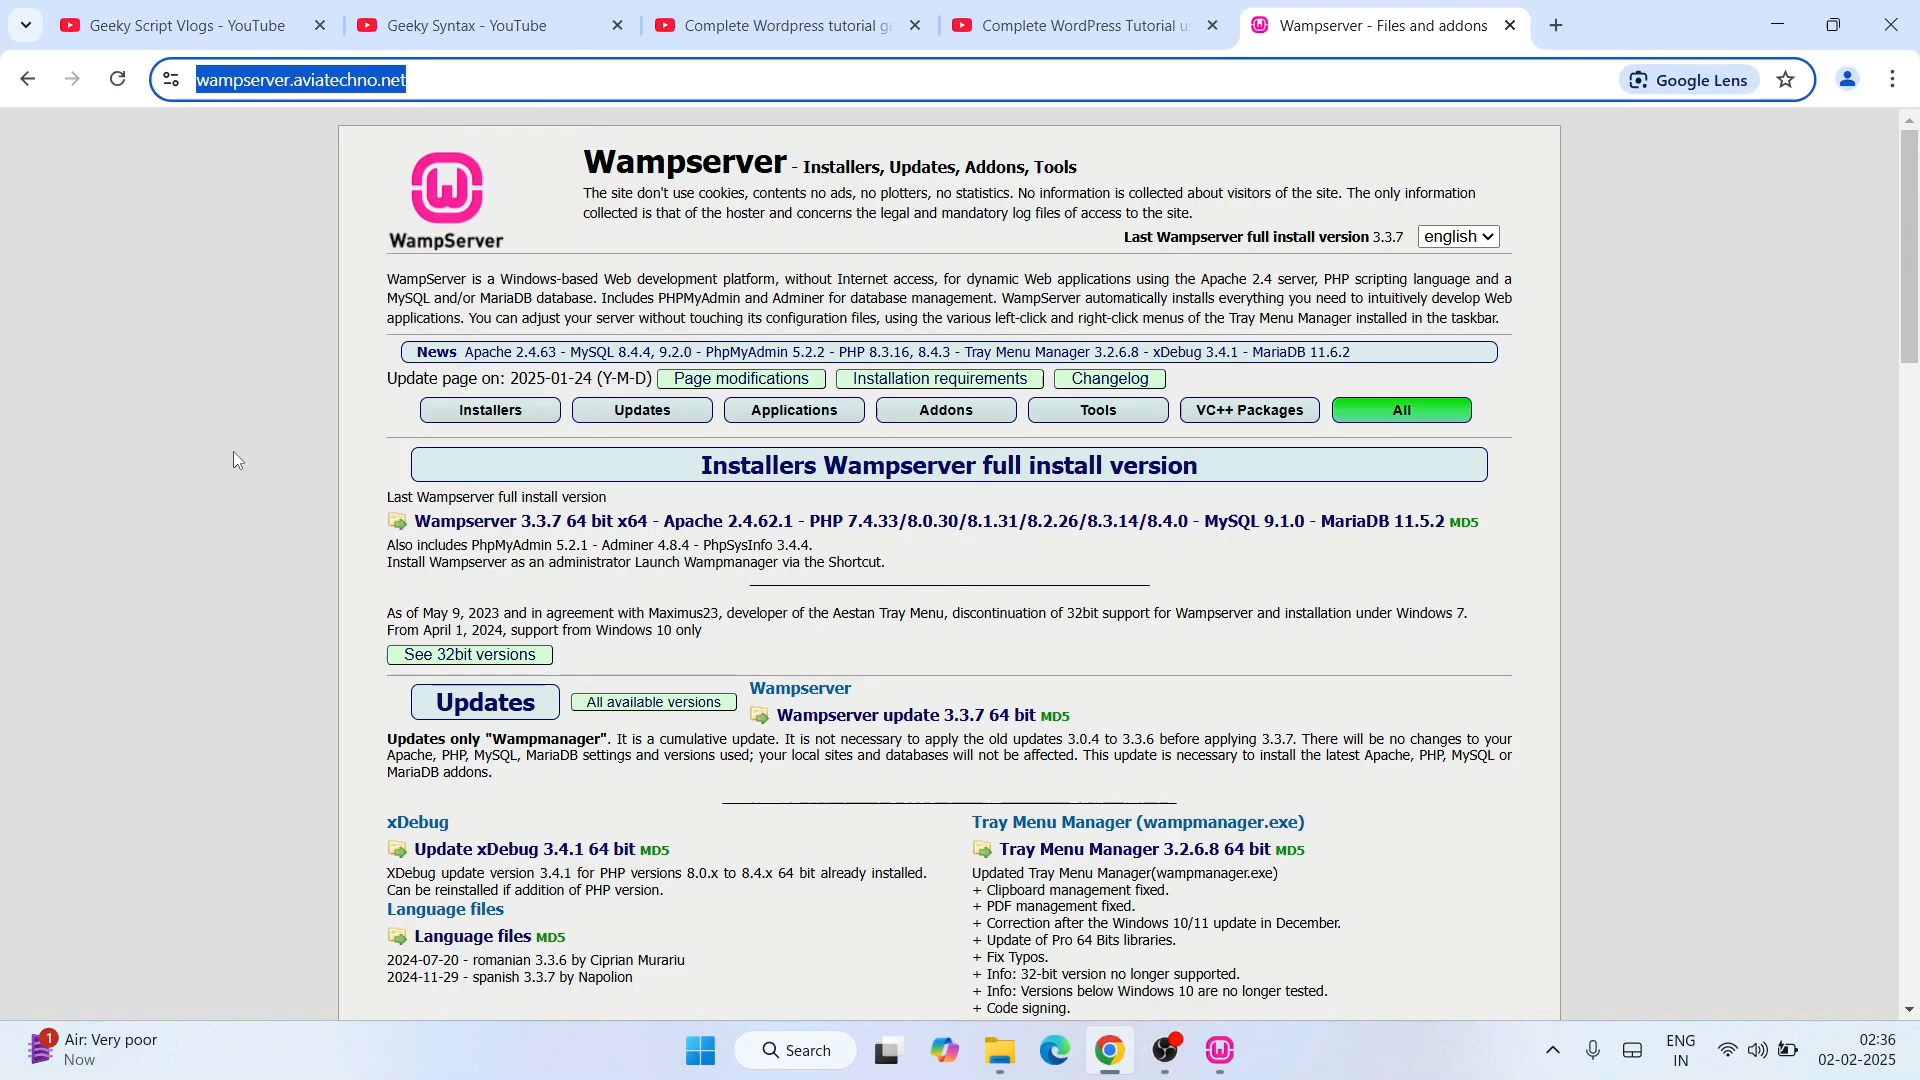 Geeky Script Vlogs - YouTube
Geeky Syntax - YouTube
Complete Wordpress tutorial ge
Complete WordPress Tutorial us
Wampserver - Files and addons
wampserver.aviatechno.net
Google Lens
WampServer
Wampserver - Installers, Updates, Addons, Tools
The site don't use cookies, contents no ads, no plotters, no statistics. No information is collected about visitors of the site. The only information
collected is that of the hoster and concerns the legal and mandatory log files of access to the site.
Last Wampserver full install version 3.3.7 english
WampServer is a Windows-based Web development platform, without Internet access, for dynamic Web applications using the Apache 2.4 server, PHP scripting language and a
MySQL and/or MariaDB database. Includes PHPMyAdmin and Adminer for database management. WampServer automatically installs everything you need to intuitively develop Web
applications. You can adjust your server without touching its configuration files, using the various left-click and right-click menus of the Tray Menu Manager installed in the taskbar.
News Apache 2.4.63 - MySQL 8.4.4, 9.2.0 - PhpMyAdmin 5.2.2 - PHP 8.3.16, 8.4.3 - Tray Menu Manager 3.2.6.8 - xDebug 3.4.1 - MariaDB 11.6.2
Update page on: 2025-01-24 (Y-M-D) Page modifications Installation requirements Changelog
Installers Updates Applications Addons Tools VC++ Packages All
Installers Wampserver full install version
Last Wampserver full install version
Wampserver 3.3.7 64 bit x64 - Apache 2.4.62.1 - PHP 7.4.33/8.0.30/8.1.31/8.2.26/8.3.14/8.4.0 - MySQL 9.1.0 - MariaDB 11.5.2 MD5
Also includes PhpMyAdmin 5.2.1 - Adminer 4.8.4 - PhpSysInfo 3.4.4.
Install Wampserver as an administrator Launch Wampmanager via the Shortcut.
As of May 9, 2023 and in agreement with Maximus23, developer of the Aestan Tray Menu, discontinuation of 32bit support for Wampserver and installation under Windows 7.
From April 1, 2024, support from Windows 10 only
See 32bit versions
Updates
All available versions
Wampserver
Wampserver update 3.3.7 64 bit MD5
Updates only "Wampmanager". It is a cumulative update. It is not necessary to apply the old updates 3.0.4 to 3.3.6 before applying 3.3.7. There will be no changes to your
Apache, PHP, MySQL, MariaDB settings and versions used; your local sites and databases will not be affected. This update is necessary to install the latest Apache, PHP, MySQL or
MariaDB addons.
xDebug
Update xDebug 3.4.1 64 bit MD5
XDebug update version 3.4.1 for PHP versions 8.0.x to 8.4.x 64 bit already installed.
Can be reinstalled if addition of PHP version.
Language files
Language files MD5
2024-07-20 - romanian 3.3.6 by Ciprian Murariu
2024-11-29 - spanish 3.3.7 by Napolion
Tray Menu Manager (wampmanager.exe)
Tray Menu Manager 3.2.6.8 64 bit MD5
Updated Tray Menu Manager(wampmanager.exe)
+ Clipboard management fixed.
+ PDF management fixed.
+ Correction after the Windows 10/11 update in December.
+ Update of Pro 64 Bits libraries.
+ Fix Typos.
+ Info: 32-bit version no longer supported.
+ Info: Versions below Windows 10 are no longer tested.
+ Code signing.
1
Air: Very poor
Now
Search
ENG
IN
02:36
02-02-2025